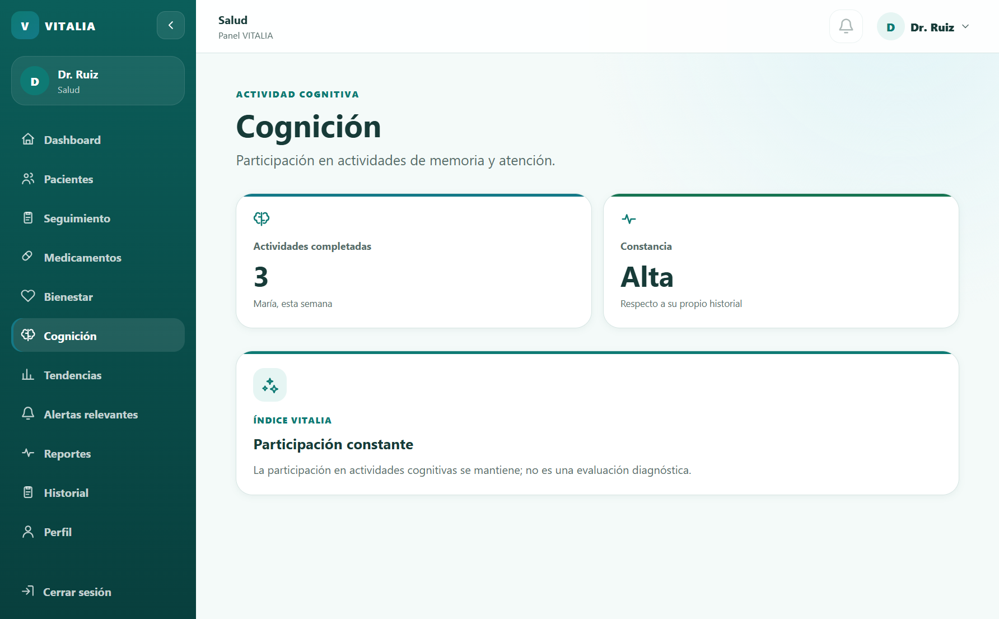 V VITALIA
D
Dr. Ruiz
Salud
Dashboard
Pacientes
Seguimiento
Medicamentos
Bienestar
Cognición
Tendencias
Alertas relevantes
Reportes
Historial
Perfil
Cerrar sesión
Salud
Panel VITALIA
D Dr. Ruiz
ACTIVIDAD COGNITIVA
Cognición
Participación en actividades de memoria y atención.
Actividades completadas
3
María, esta semana
Constancia
Alta
Respecto a su propio historial
ÍNDICE VITALIA
Participación constante
La participación en actividades cognitivas se mantiene; no es una evaluación diagnóstica.